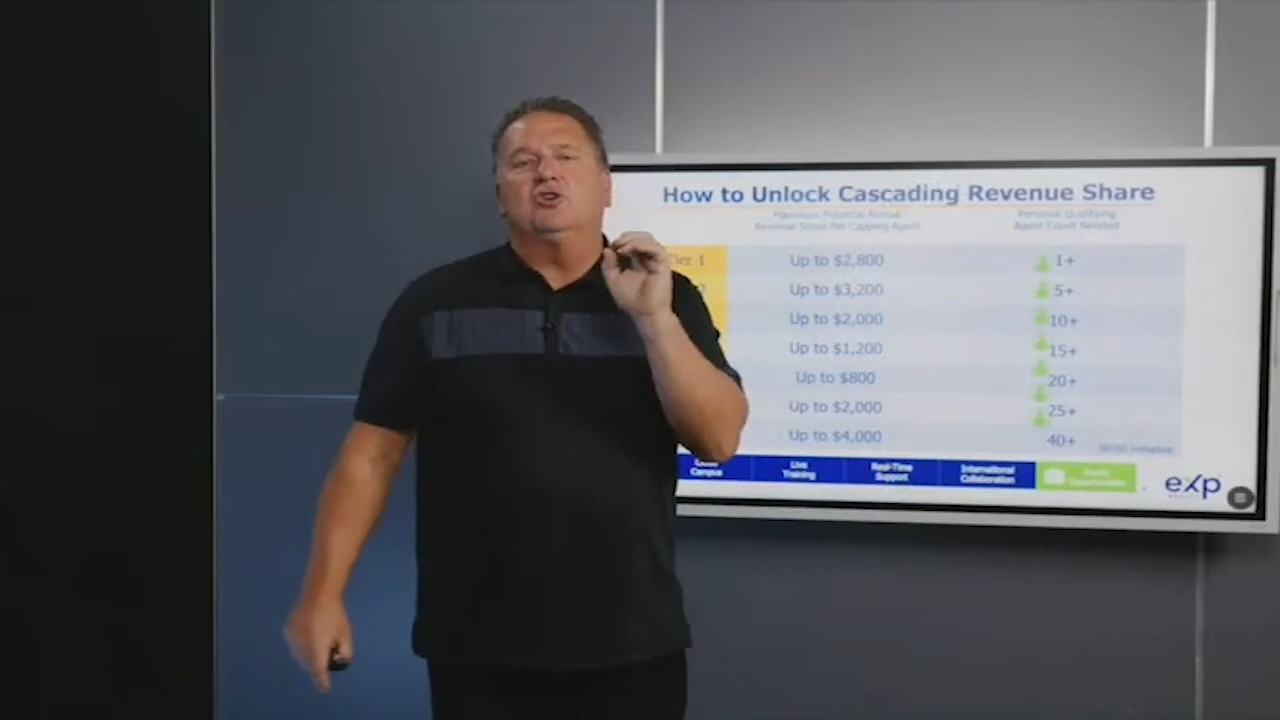 How to Unlock Cascading Revenue Share
Maximum Potential Annual
Revenue Share Per Capping Agent
Personal Qualifying
Agent Count Needed
Tier 1 Up to $2,800 1+
Up to $3,200 5+
Up to $2,000 10+
Up to $1,200 15+
Up to $800 20+
Up to $2,000 25+
Up to $4,000 40+
Campus
Live
Training
Real-Time
Support
International
Collaboration
exp